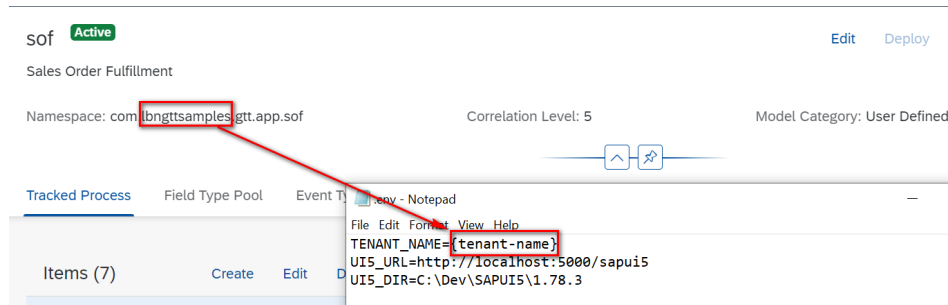 sof Active
Edit Deploy
Sales Order Fulfillment
Namespace: com.lbngttsamples.gtt.app.sof
Correlation Level: 5
Model Category: User Defined
Tracked Process Field Type Pool Event Ty
.env - Notepad
File Edit Format View Help
TENANT_NAME={tenant-name}
UI5_URL=http://localhost:5000/sapui5
UI5_DIR=C:\Dev\SAPUI5\1.78.3
Items (7) Create Edit D